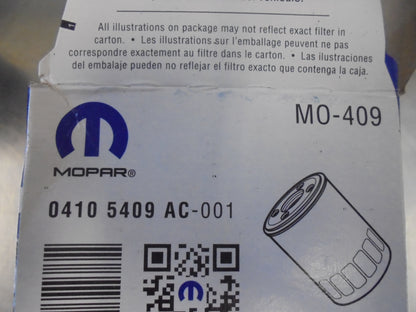 All illustrations on package may not reflect exact filter in
carton. • Les illustrations sur l'emballage peuvent ne pas
correspondre exactement au filtre dans le carton. • Las ilustraciones
del embalaje pueden no reflejar el filtro exacto que contenga la caja.
MO-409
MOPAR®
0410 5409 AC-001